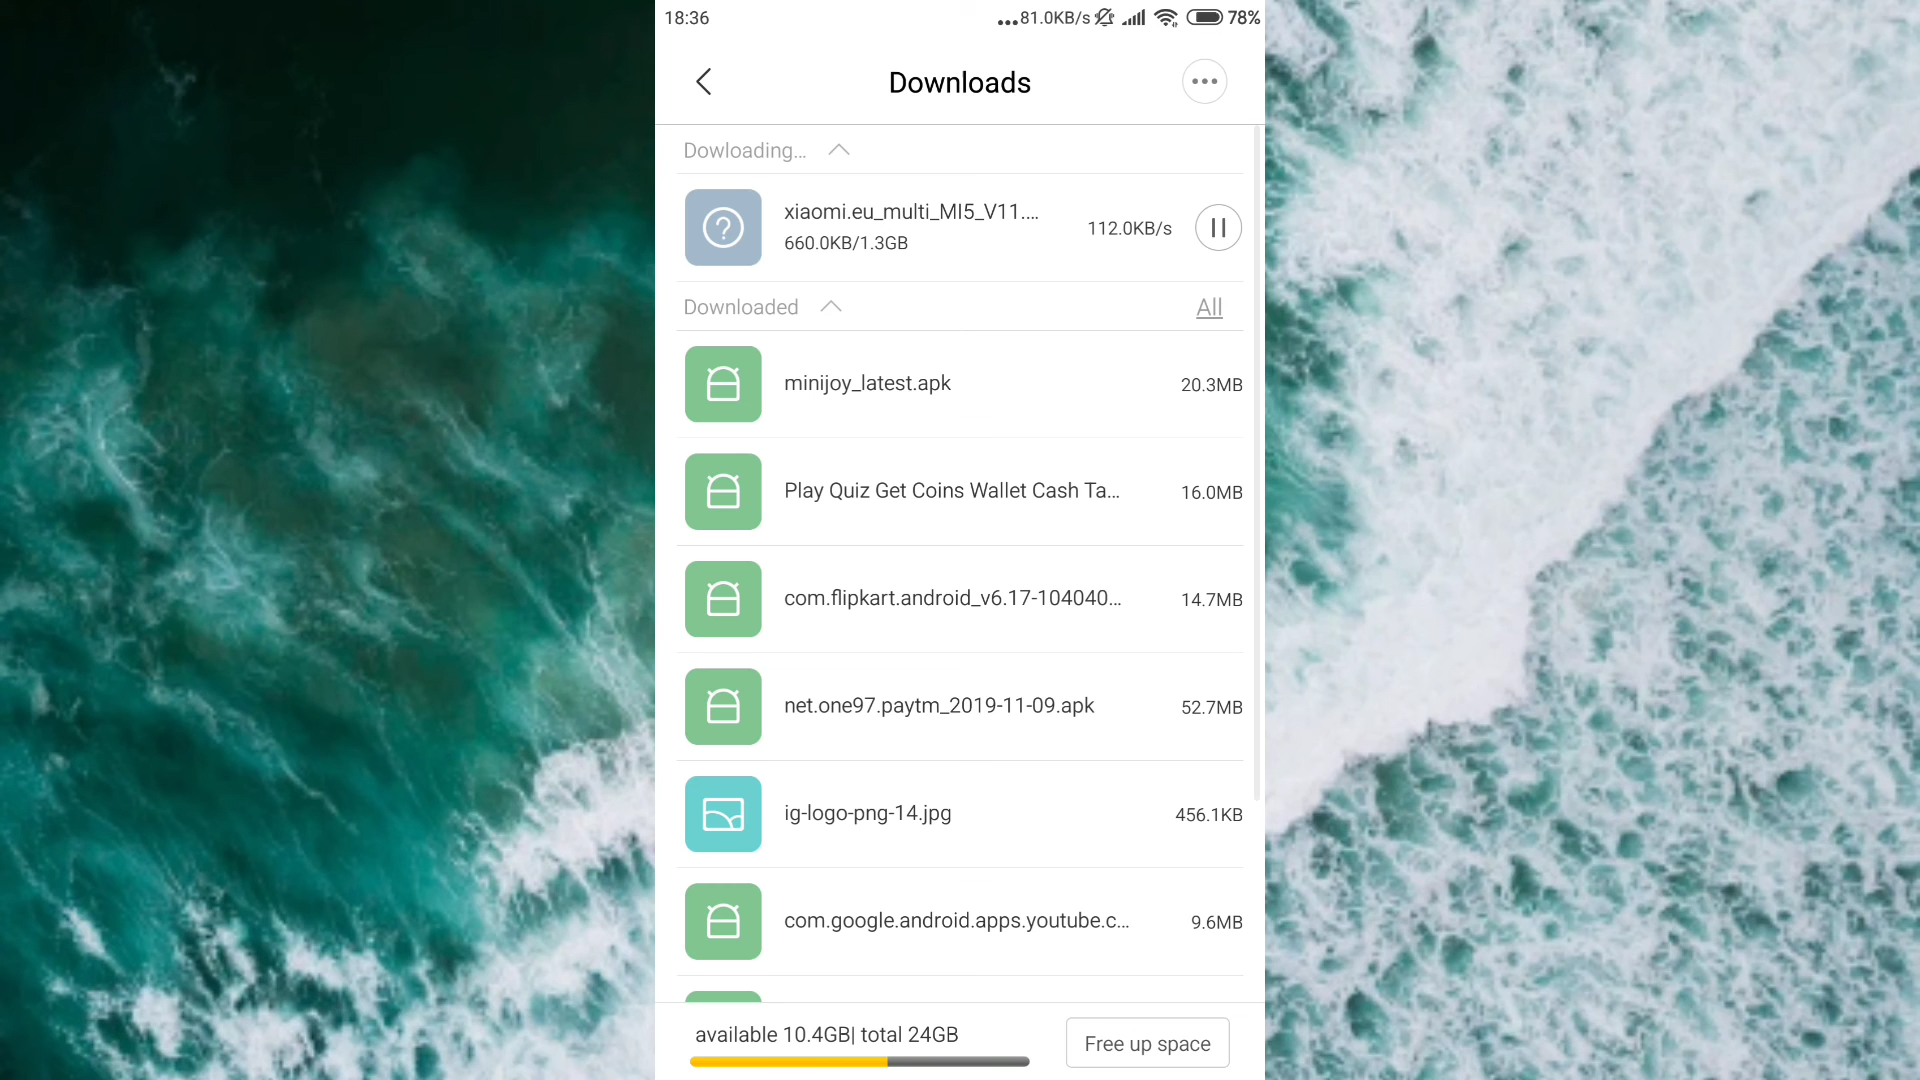 18:36
...81.0KB/s 78%
Downloads
Dowloading...
xiaomi.eu_multi_MI5_V11....
660.0KB/1.3GB
112.0KB/s
Downloaded
All
minijoy_latest.apk
20.3MB
Play Quiz Get Coins Wallet Cash Ta...
16.0MB
com.flipkart.android_v6.17-104040...
14.7MB
net.one97.paytm_2019-11-09.apk
52.7MB
ig-logo-png-14.jpg
456.1KB
com.google.android.apps.youtube.c...
9.6MB
available 10.4GB| total 24GB
Free up space